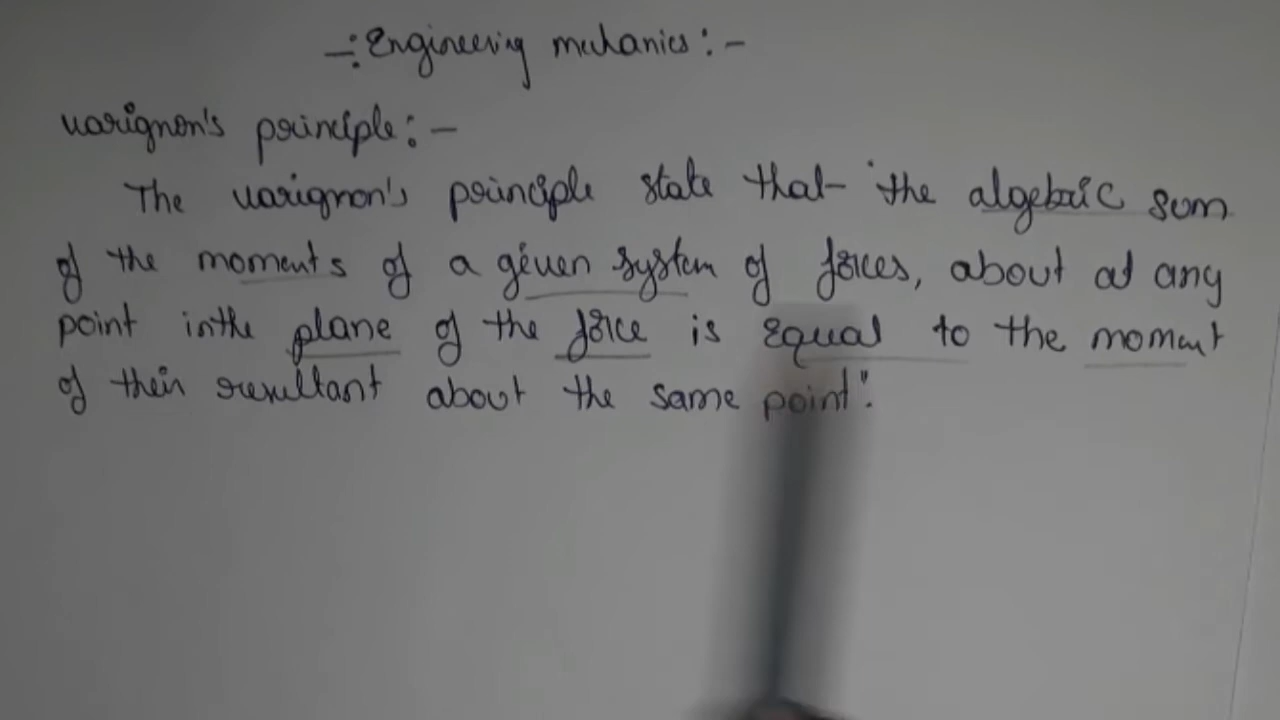 -: Engineering mechanics: -
varignon's principle: -
The varignon's principle state that - "the algebraic sum
of the moments of a given system of forces, about at any
point in the plane of the force is equal to the moment
of their resultant about the same point".